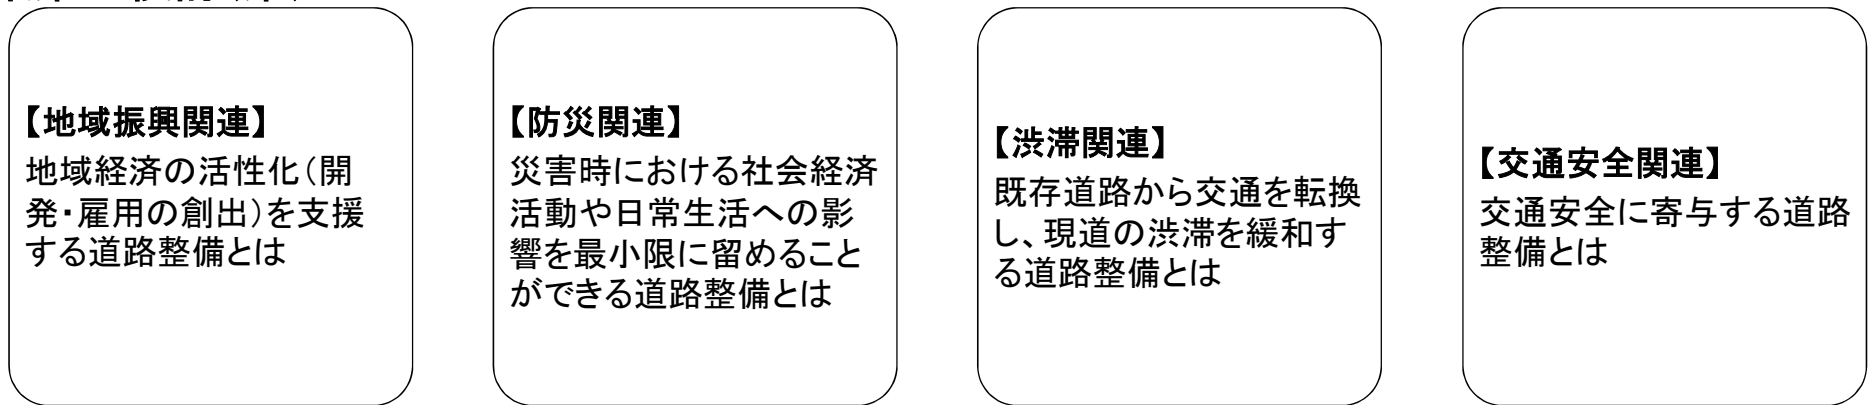 【地域振興関連】
地域経済の活性化（開
発・雇用の創出）を支援
する道路整備とは
【防災関連】
災害時における社会経済
活動や日常生活への影
響を最小限に留めること
ができる道路整備とは
【渋滞関連】
既存道路から交通を転換
し、現道の渋滞を緩和す
る道路整備とは
【交通安全関連】
交通安全に寄与する道路
整備とは